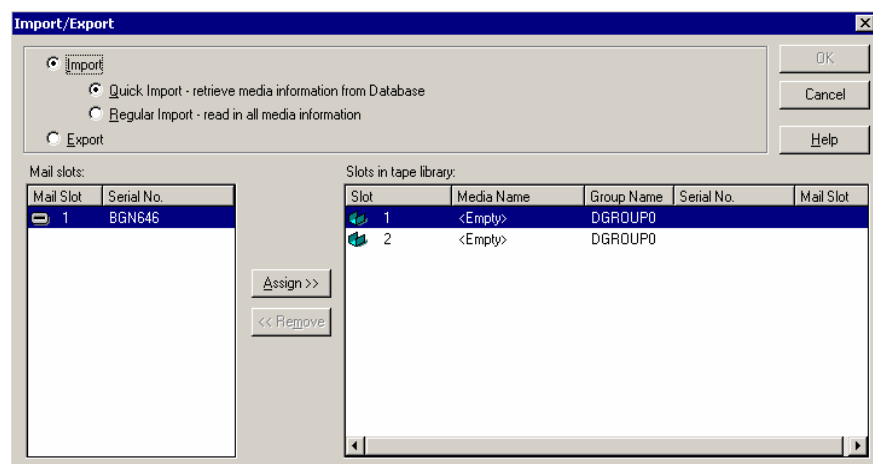 Import/Export
Import
OK
Quick Import - retrieve media information from Database
Cancel
Regular Import - read in all media information
Export
Help
Mail slots:
Slots in tape library:
Mail Slot Serial No.
Slot Media Name Group Name Serial No. Mail Slot
1 BGN646
1 <Empty> DGROUP0
2 <Empty> DGROUP0
Assign >>
<< Remove